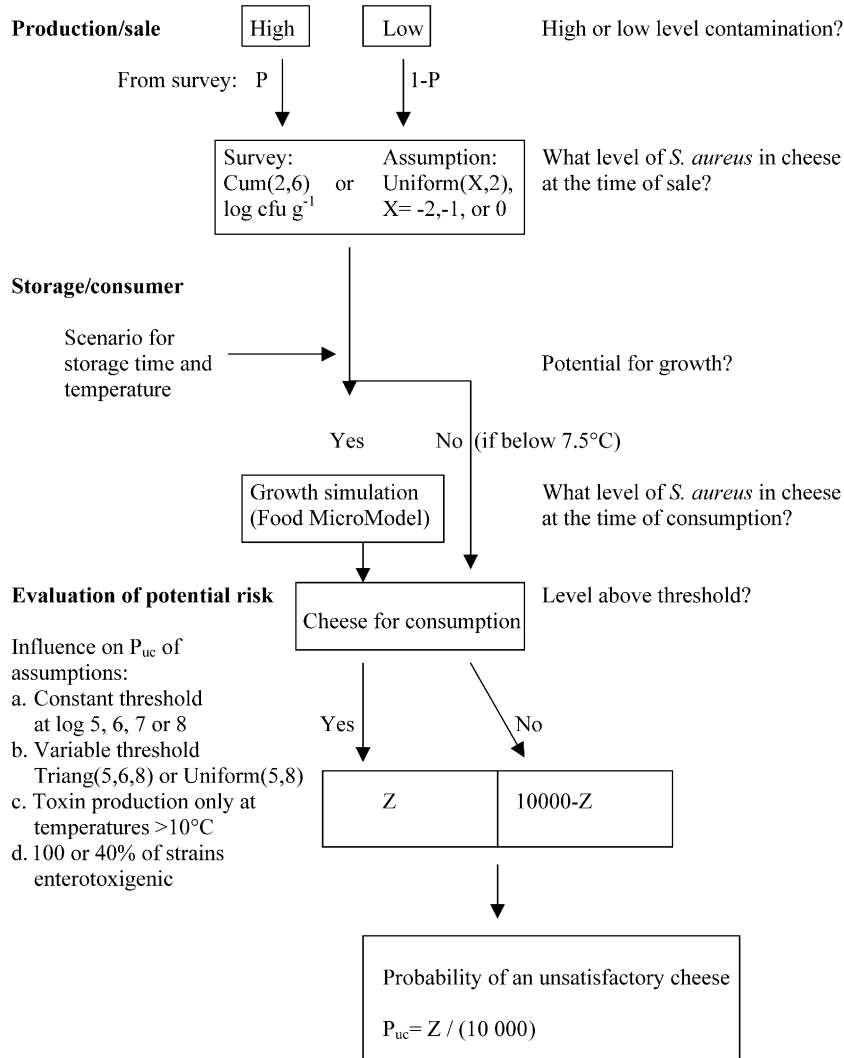 Production/sale High Low High or low level contamination?
From survey: P 1-P
Survey: Assumption: What level of S. aureus in cheese
Cum(2,6) or Uniform(X,2), at the time of sale?
log cfu g-1 X= -2,-1, or 0
Storage/consumer
Scenario for
storage time and Potential for growth?
temperature
Yes No (if below 7.5°C)
Growth simulation What level of S. aureus in cheese
(Food MicroModel) at the time of consumption?
Evaluation of potential risk Level above threshold?
Cheese for consumption
Influence on Puc of
assumptions:
a. Constant threshold
at log 5, 6, 7 or 8
Yes No
b. Variable threshold
Triang(5,6,8) or Uniform(5,8)
c. Toxin production only at Z 10000-Z
temperatures >10°C
d. 100 or 40% of strains
enterotoxigenic
Probability of an unsatisfactory cheese
Puc= Z / (10 000)